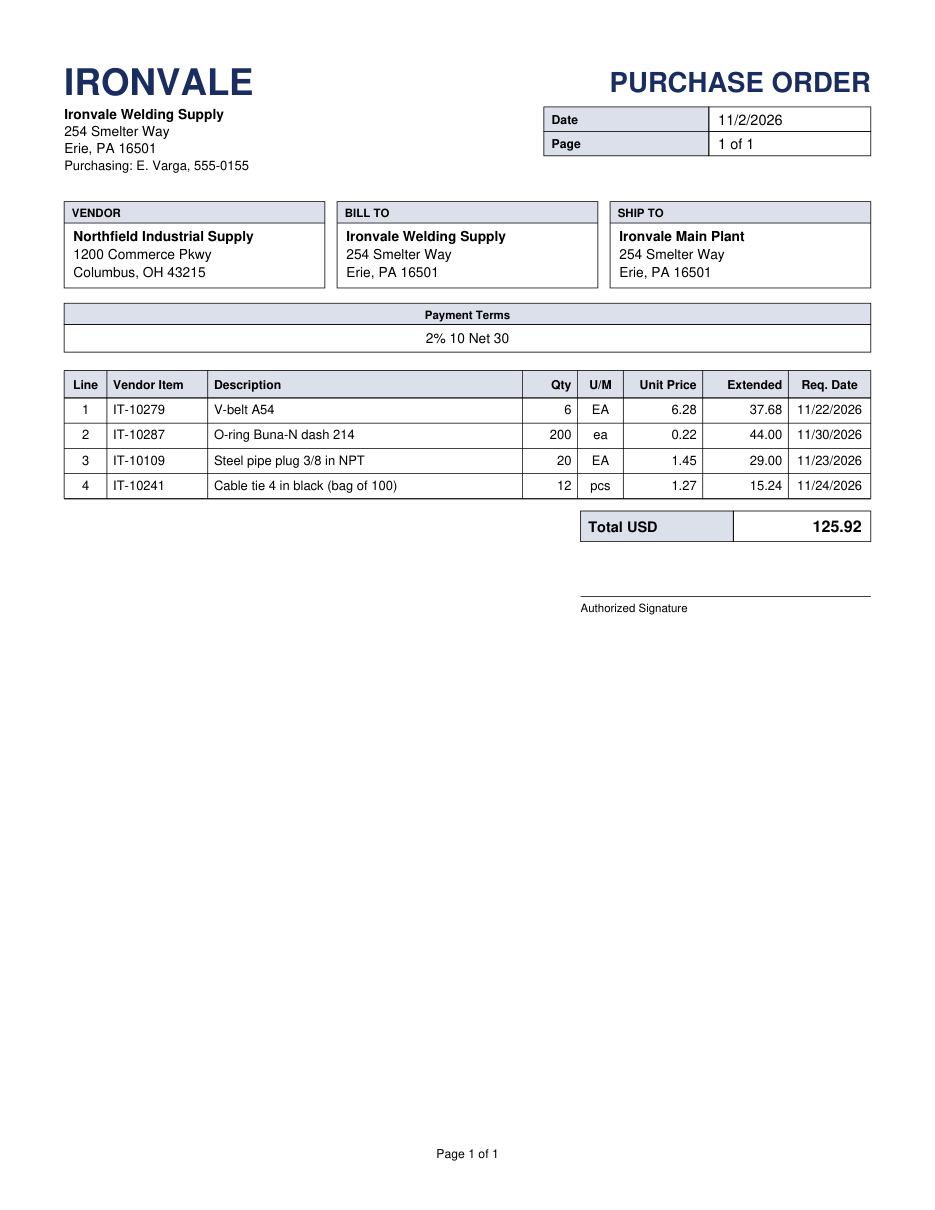 IRONVALE
Ironvale Welding Supply
254 Smelter Way
Erie, PA 16501
Purchasing: E. Varga, 555-0155
PURCHASE ORDER
Date 11/2/2026
Page 1 of 1
VENDOR
Northfield Industrial Supply
1200 Commerce Pkwy
Columbus, OH 43215
BILL TO
Ironvale Welding Supply
254 Smelter Way
Erie, PA 16501
SHIP TO
Ironvale Main Plant
254 Smelter Way
Erie, PA 16501
Payment Terms
2% 10 Net 30
Line Vendor Item Description Qty U/M Unit Price Extended Req. Date
1 IT-10279 V-belt A54 6 EA 6.28 37.68 11/22/2026
2 IT-10287 O-ring Buna-N dash 214 200 ea 0.22 44.00 11/30/2026
3 IT-10109 Steel pipe plug 3/8 in NPT 20 EA 1.45 29.00 11/23/2026
4 IT-10241 Cable tie 4 in black (bag of 100) 12 pcs 1.27 15.24 11/24/2026
Total USD 125.92
Authorized Signature
Page 1 of 1